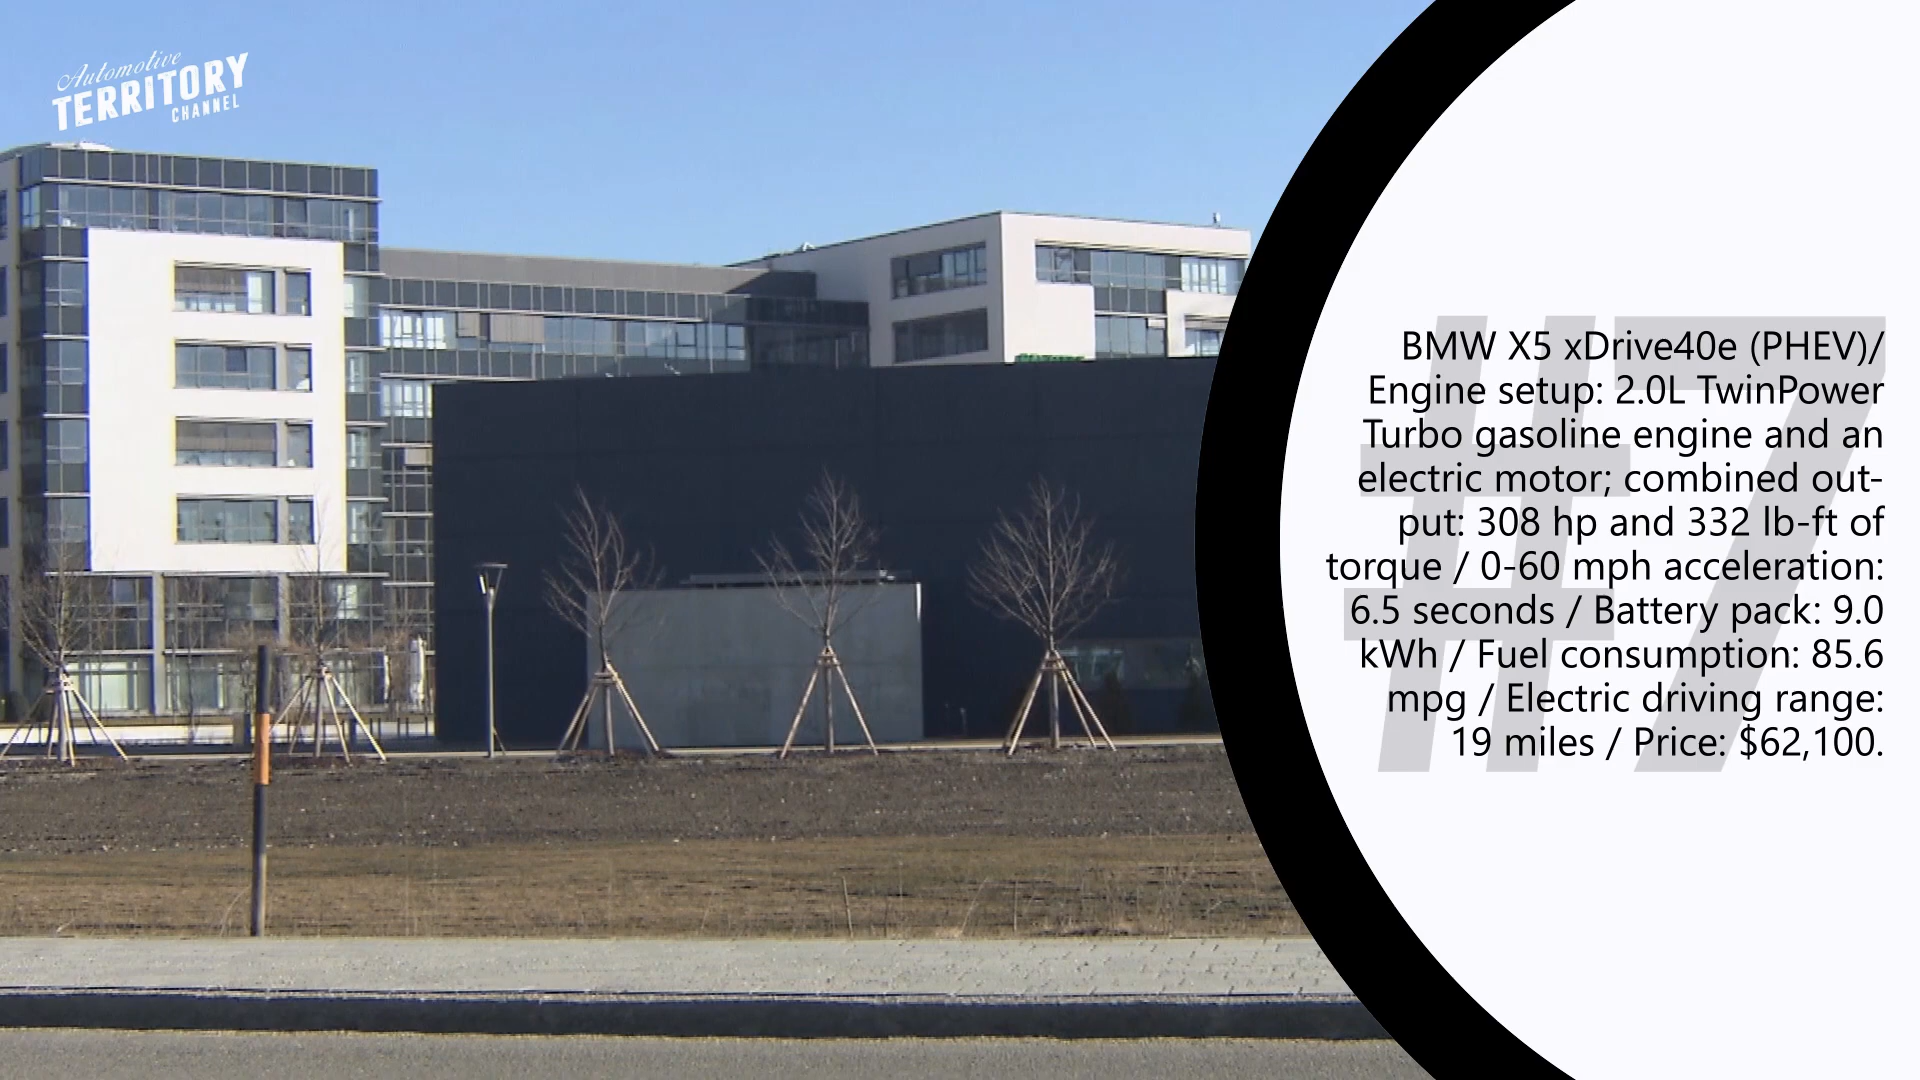 Automotive
TERRITORY
CHANNEL
#7
BMW X5 xDrive40e (PHEV)/
Engine setup: 2.0L TwinPower
Turbo gasoline engine and an
electric motor; combined out-
put: 308 hp and 332 lb-ft of
torque / 0-60 mph acceleration:
6.5 seconds / Battery pack: 9.0
kWh / Fuel consumption: 85.6
mpg / Electric driving range:
19 miles / Price: $62,100.